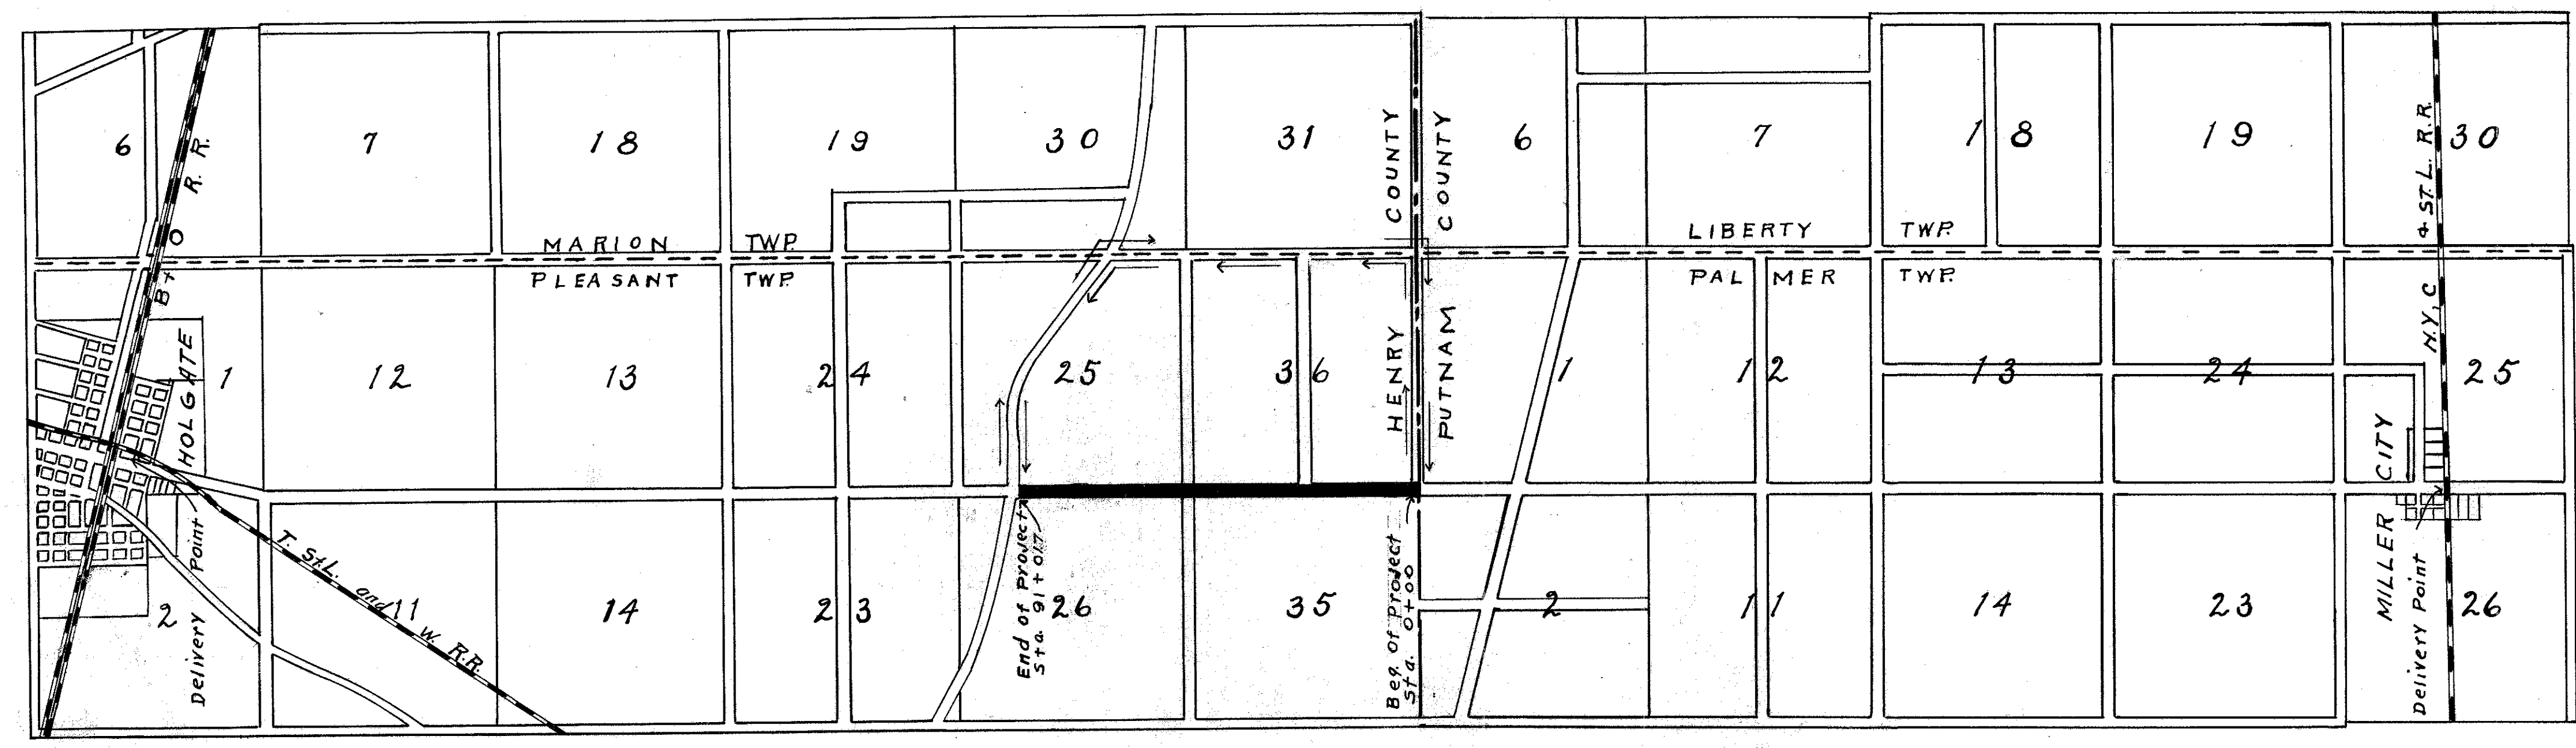 6
7
18
19
30
31
6
7
18
19
30
B & O R. R.
COUNTY
COUNTY
N.Y, C & ST. L. R.R.
MARION TWP.
LIBERTY TWP.
PLEASANT TWP.
PALMER TWP.
HOLGATE
1
12
13
24
25
36
HENRY
PUTNAM
1
12
13
24
25
MILLER CITY
Delivery Point
2
T. St.L. and W. R.R.
11
14
23
End of Project
Sta. 91+017
26
35
Beg. of Project
Sta. 0+00
2
11
14
23
Delivery Point
26